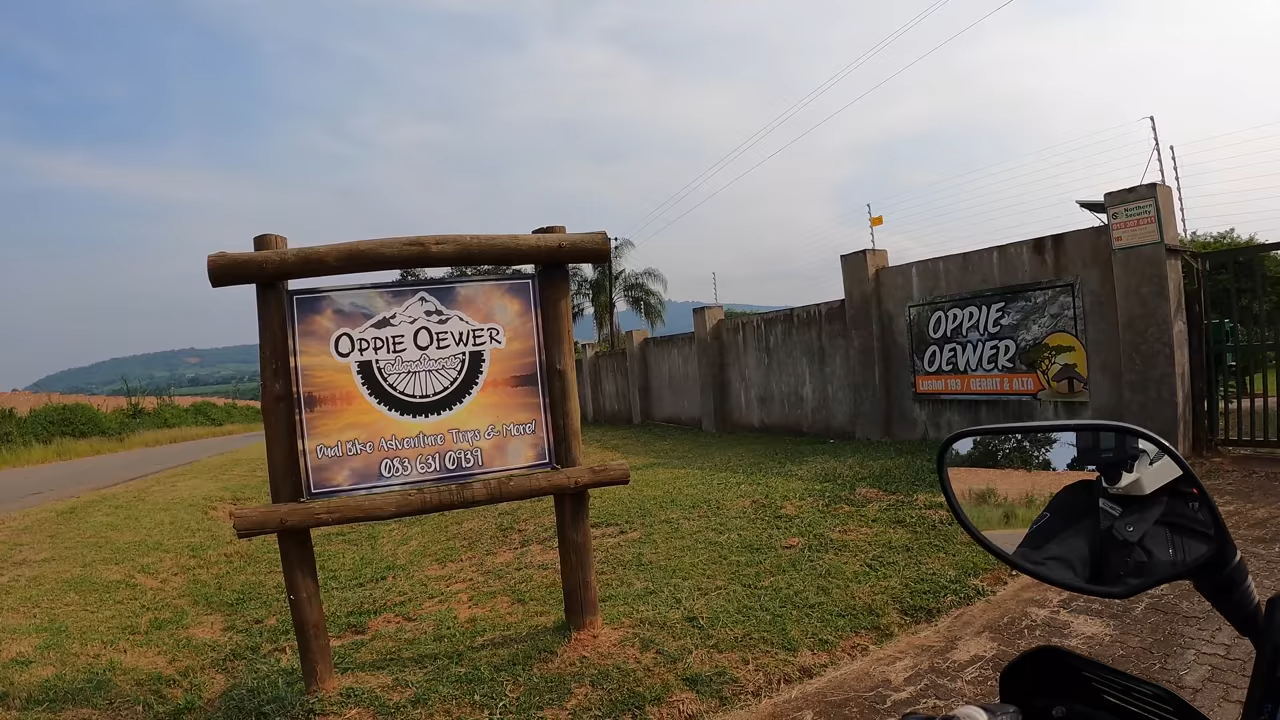 OPPIE OEWER
adventures
Dual Bike Adventure Trips & More!
083 631 0939
OPPIE
OEWER
Lushof 193 / GERRIT & ALTA
Northern
Security